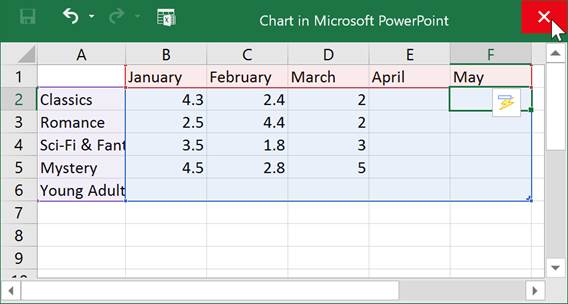 Chart in Microsoft PowerPoint
A B C D E F
1 January February March April May
2 Classics 4.3 2.4 2
3 Romance 2.5 4.4 2
4 Sci-Fi & Fant 3.5 1.8 3
5 Mystery 4.5 2.8 5
6 Young Adult
7
8
9
10